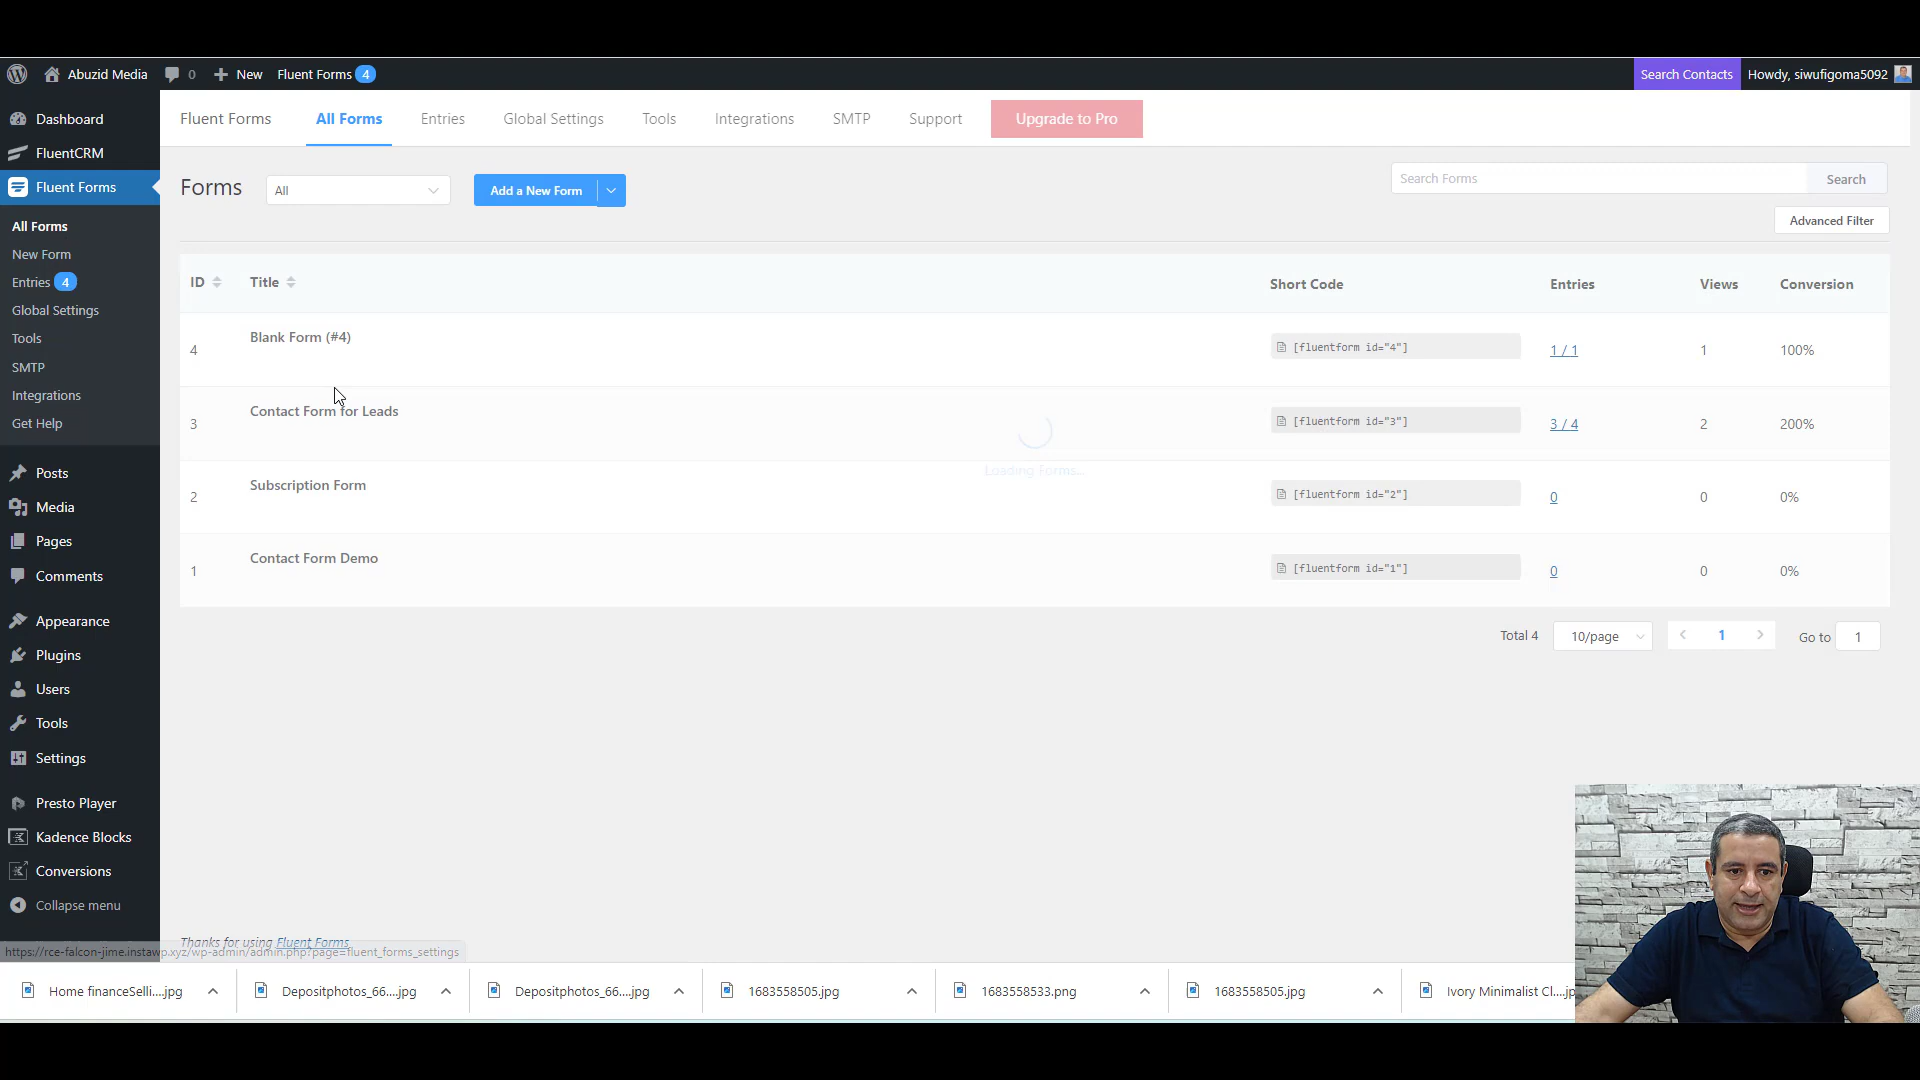 Abuzid Media 0 New Fluent Forms 4 Search Contacts Howdy, siwufigoma5092
Dashboard
FluentCRM
Fluent Forms
All Forms
New Form
Entries 4
Global Settings
Tools
SMTP
Integrations
Get Help
Posts
Media
Pages
Comments
Appearance
Plugins
Users
Tools
Settings
Presto Player
Kadence Blocks
Conversions
Collapse menu
Fluent Forms All Forms Entries Global Settings Tools Integrations SMTP Support Upgrade to Pro
Forms All Add a New Form Search Forms Search
Advanced Filter
ID Title Short Code Entries Views Conversion
4 Blank Form (#4) [fluentform id="4"] 1 / 1 1 100%
3 Contact Form for Leads [fluentform id="3"] 3 / 4 2 200%
Loading Forms...
2 Subscription Form [fluentform id="2"] 0 0 0%
1 Contact Form Demo [fluentform id="1"] 0 0 0%
Total 4 10/page 1 Go to 1
Thanks for using Fluent Forms
https://rce-falcon-jime.instawp.xyz/wp-admin/admin.php?page=fluent_forms_settings
Home financeSelli....jpg Depositphotos_66....jpg Depositphotos_66....jpg 1683558505.jpg 1683558533.png 1683558505.jpg Ivory Minimalist Cl....jp